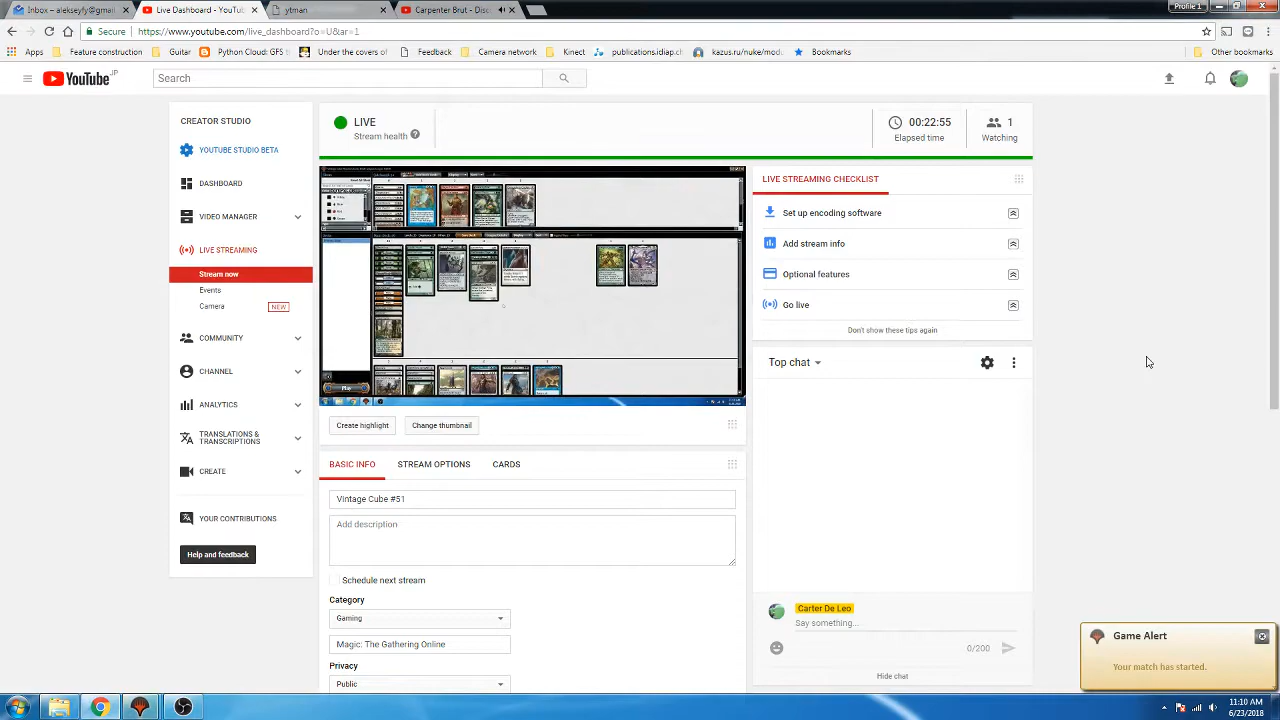 Inbox – alekseyfy@gmail
Live Dashboard - YouTub
ytman
Carpenter Brut - Disc
Profile 1
Secure
https://www.youtube.com/live_dashboard?o=U&ar=1
Apps
Feature construction
Guitar
Python Cloud: GFS
Under the covers of
Feedback
Camera network
Kinect
publications.idiap.ch
kazus.ru/nuke/mod
Bookmarks
Other bookmarks
YouTube JP
Search
CREATOR STUDIO
YOUTUBE STUDIO BETA
DASHBOARD
VIDEO MANAGER
LIVE STREAMING
Stream now
Events
Camera
NEW
COMMUNITY
CHANNEL
ANALYTICS
TRANSLATIONS &
TRANSCRIPTIONS
CREATE
YOUR CONTRIBUTIONS
Help and feedback
LIVE
Stream health
00:22:55
Elapsed time
1
Watching
Play
Create highlight
Change thumbnail
BASIC INFO
STREAM OPTIONS
CARDS
Vintage Cube #51
Add description
Schedule next stream
Category
Gaming
Magic: The Gathering Online
Privacy
Public
LIVE STREAMING CHECKLIST
Set up encoding software
Add stream info
Optional features
Go live
Don't show these tips again
Top chat
Carter De Leo
Say something...
0/200
Hide chat
Game Alert
Your match has started.
11:10 AM
6/23/2018